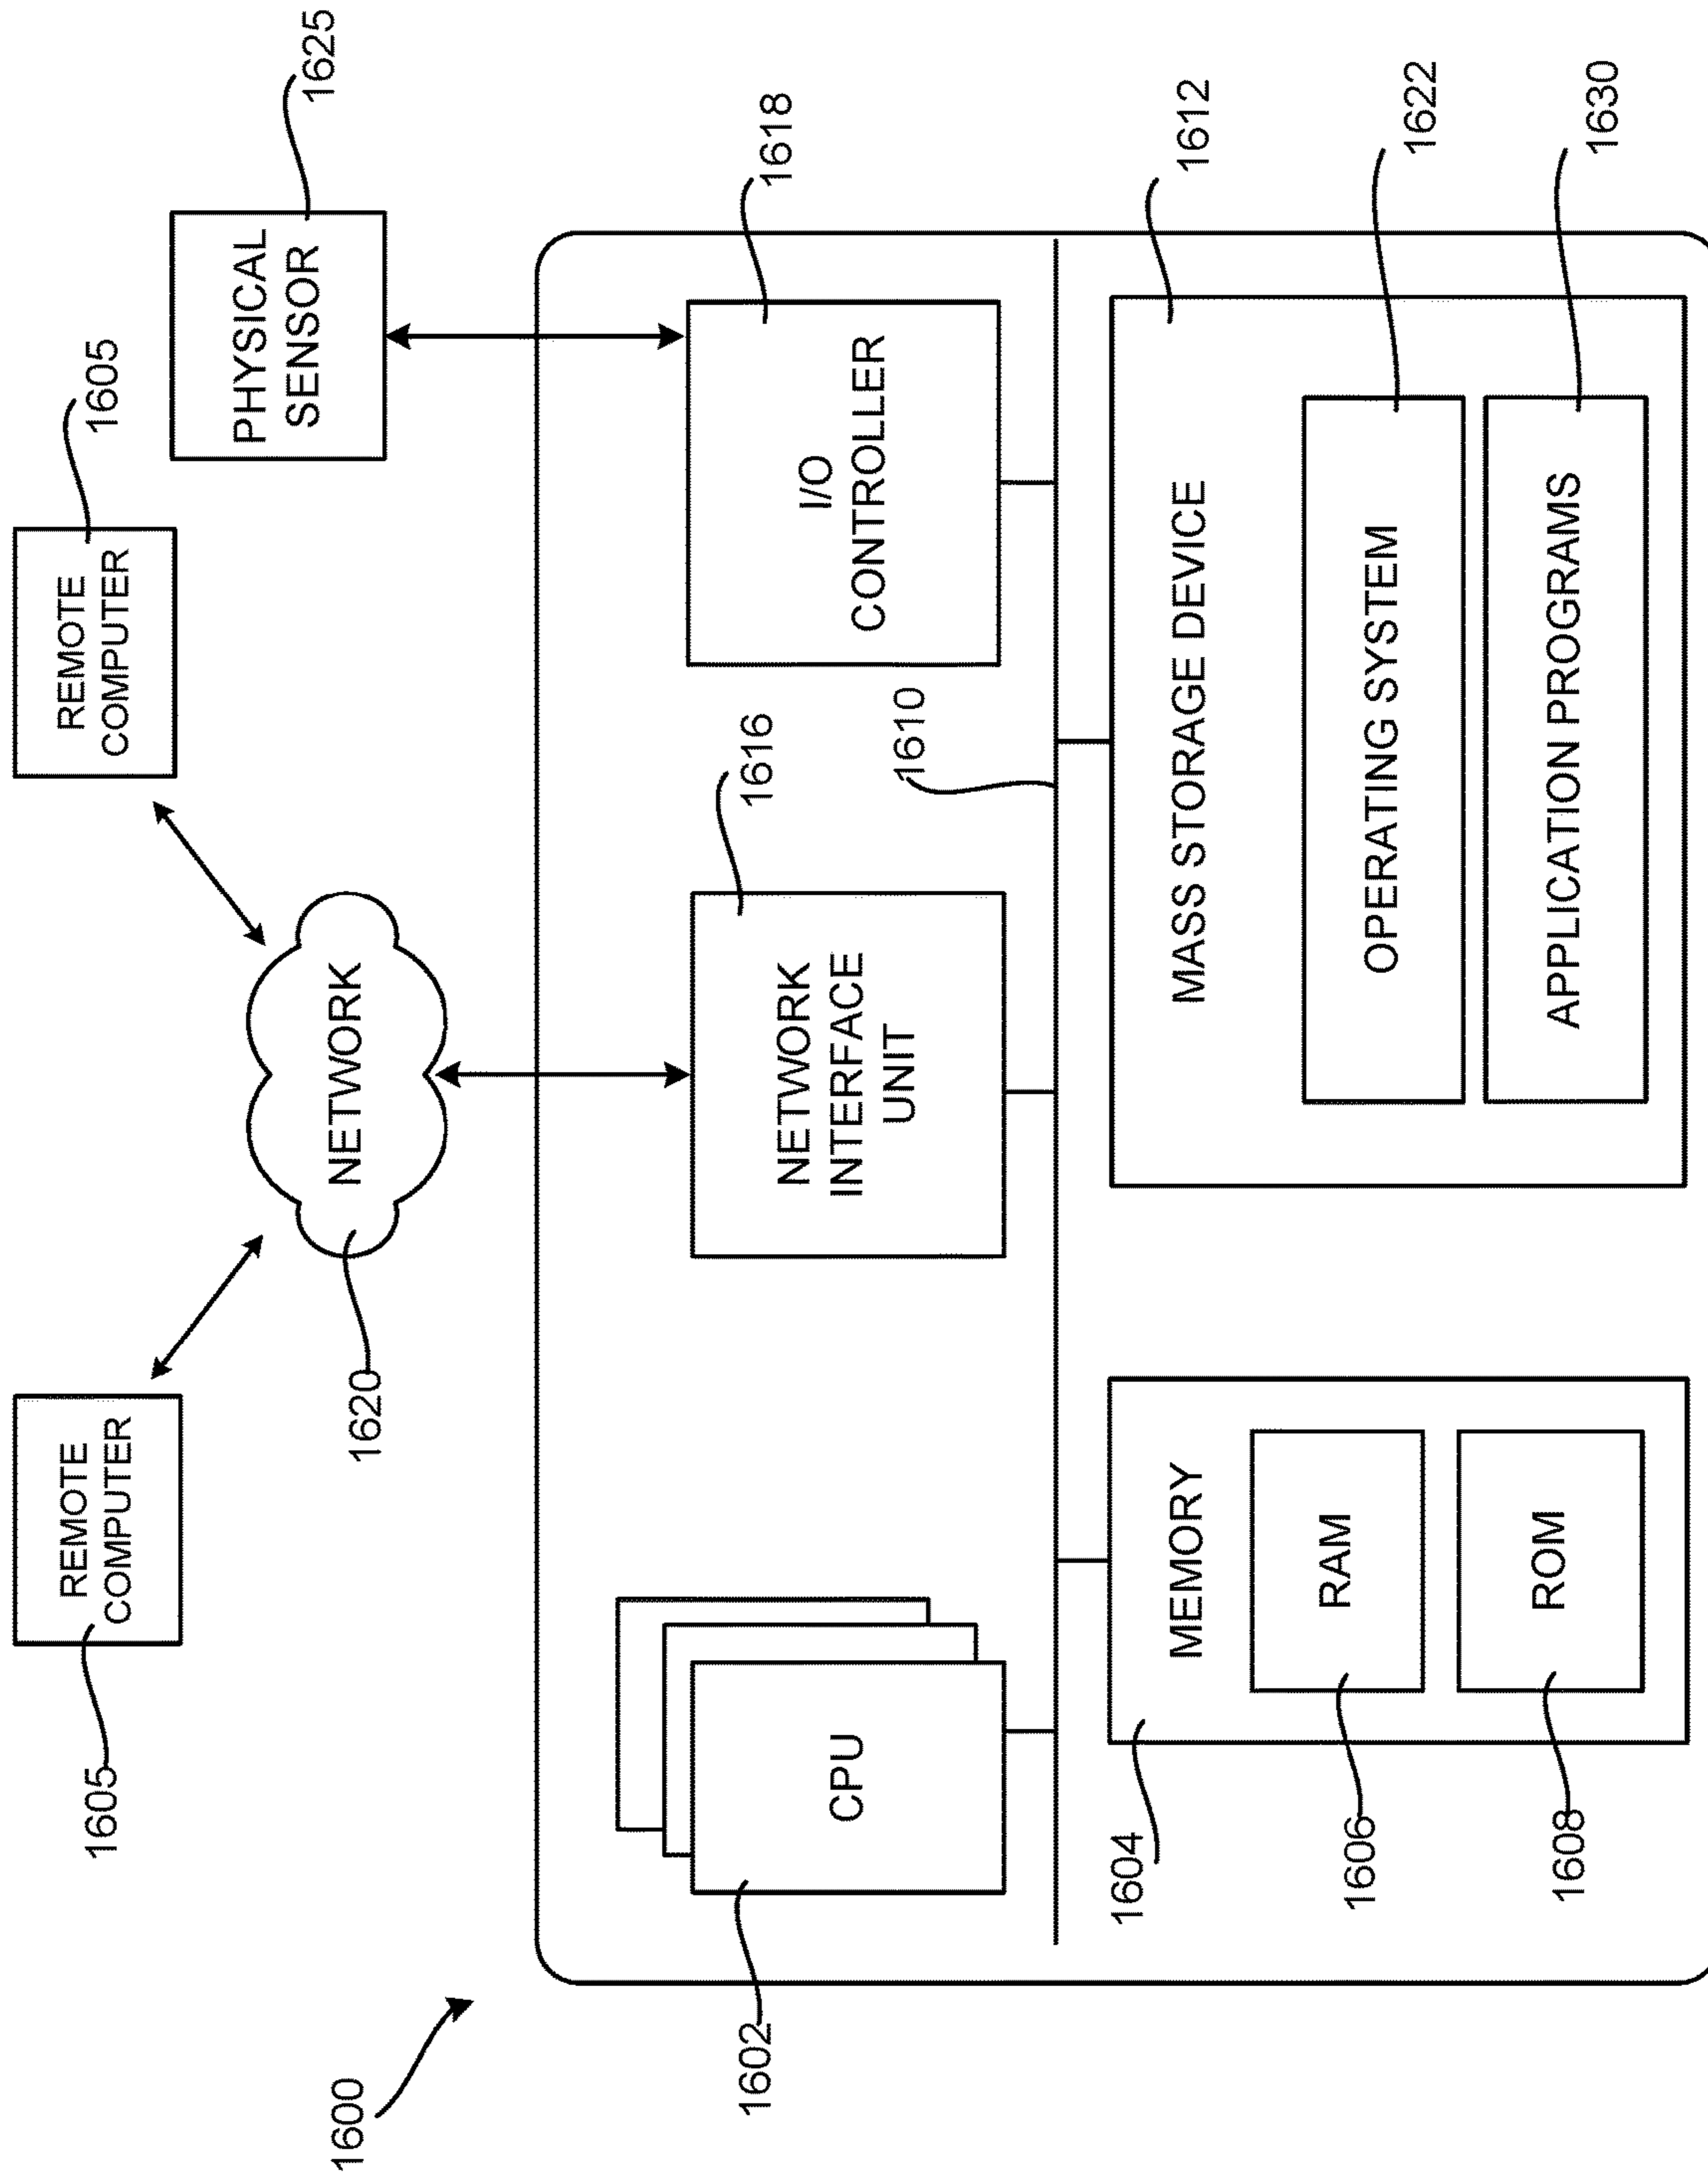 1600
REMOTE
COMPUTER
1605
REMOTE
COMPUTER
1605
NETWORK
1620
PHYSICAL
SENSOR
1625
CPU
1602
NETWORK
INTERFACE
UNIT
1616
I/O
CONTROLLER
1618
1610
MEMORY
1604
RAM
1606
ROM
1608
MASS STORAGE DEVICE
1612
OPERATING SYSTEM
1622
APPLICATION PROGRAMS
1630